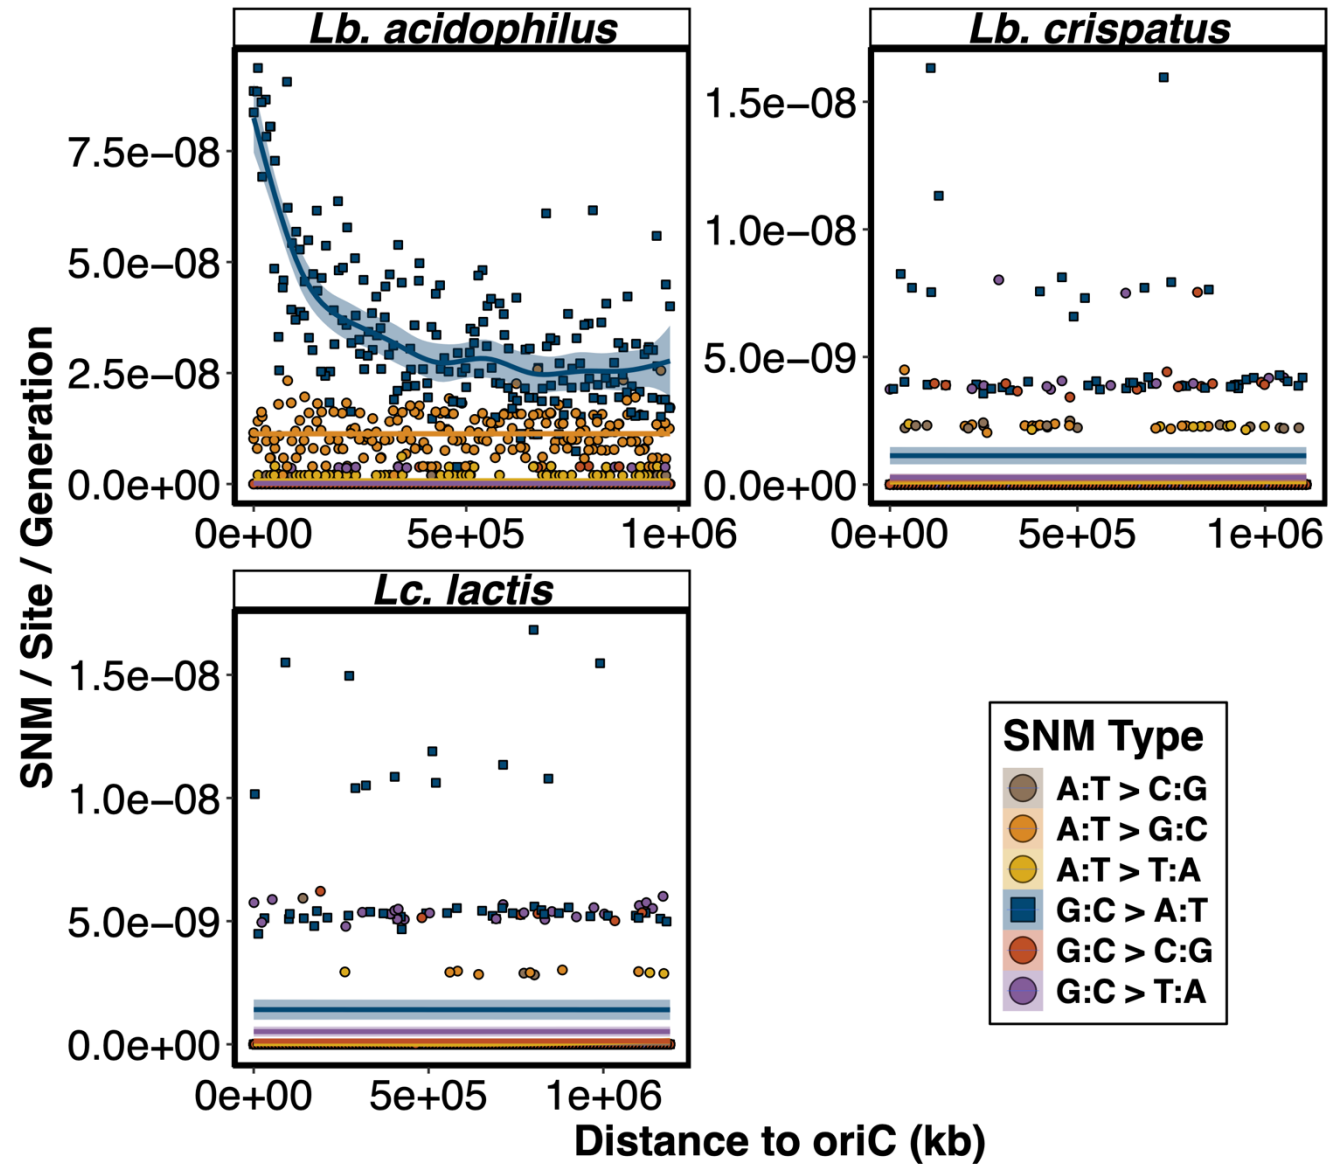 Lb. acidophilus
Lb. crispatus
7.5e−08
5.0e−08
2.5e−08
0.0e+00
0e+00 5e+05 1e+06
1.5e−08
1.0e−08
5.0e−09
0.0e+00
0e+00 5e+05 1e+06
Lc. lactis
1.5e−08
1.0e−08
5.0e−09
0.0e+00
0e+00 5e+05 1e+06
SNM / Site / Generation
Distance to oriC (kb)
SNM Type
A:T > C:G
A:T > G:C
A:T > T:A
G:C > A:T
G:C > C:G
G:C > T:A